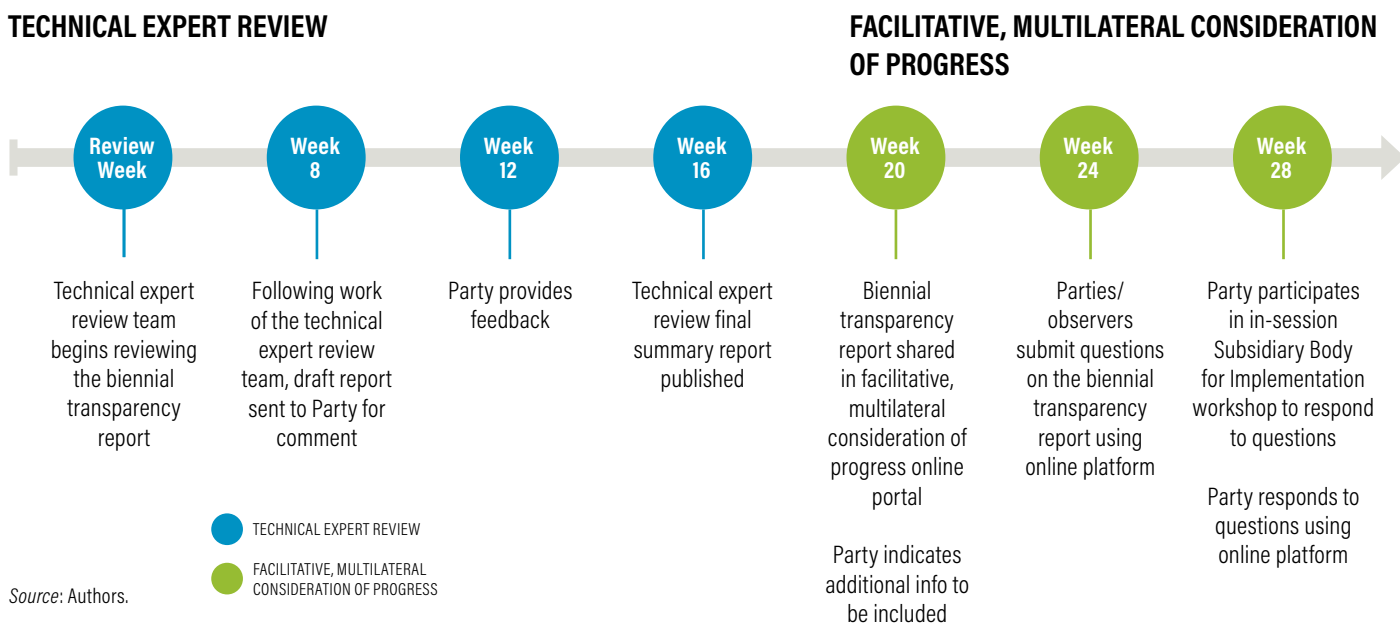 TECHNICAL EXPERT REVIEW
FACILITATIVE, MULTILATERAL CONSIDERATION
OF PROGRESS
Review
Week
Week
8
Week
12
Week
16
Week
20
Week
24
Week
28
Technical expert
review team
begins reviewing
the biennial
transparency
report
Following work
of the technical
expert review
team, draft report
sent to Party for
comment
Party provides
feedback
Technical expert
review final
summary report
published
Biennial
transparency
report shared
in facilitative,
multilateral
consideration of
progress online
portal
Party indicates
additional info to
be included
Parties/
observers
submit questions
on the biennial
transparency
report using
online platform
Party participates
in in-session
Subsidiary Body
for Implementation
workshop to respond
to questions
Party responds to
questions using
online platform
TECHNICAL EXPERT REVIEW
FACILITATIVE, MULTILATERAL
CONSIDERATION OF PROGRESS
Source: Authors.